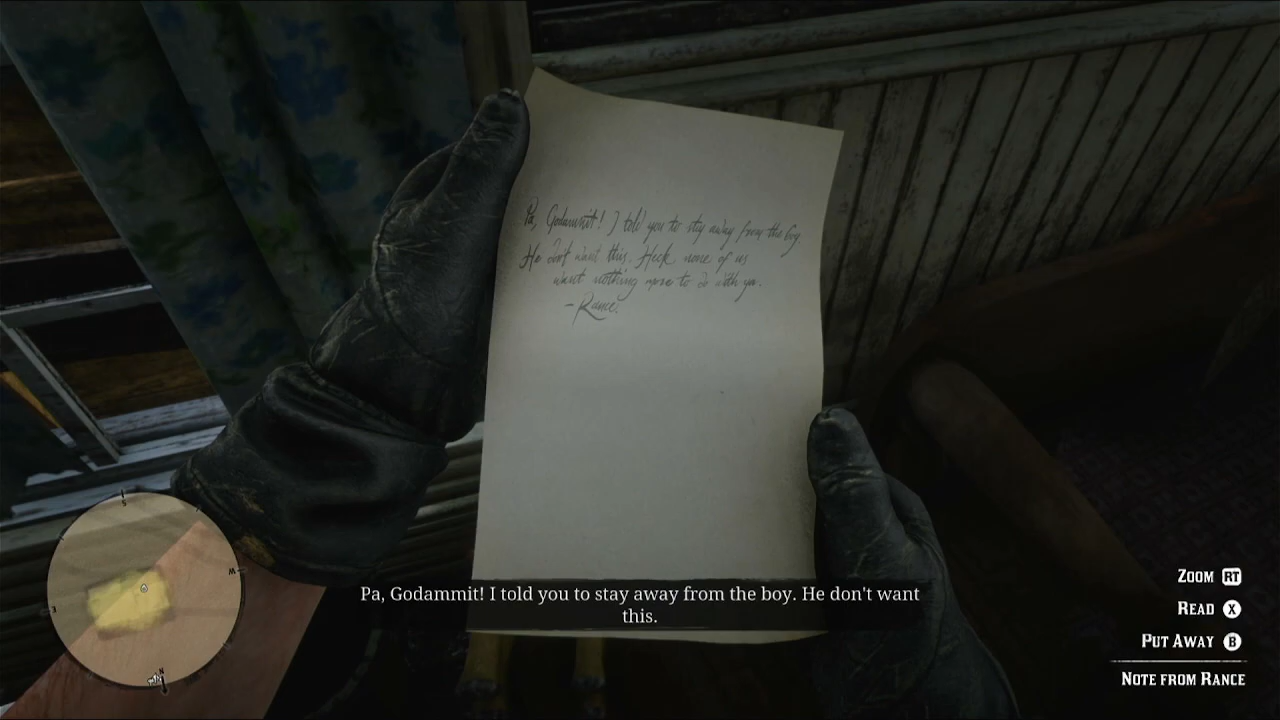 Pa, Godammit! I told you to stay away from the boy.
He don't want this. Heck, none of us
want nothing more to do with ya.
- Rance.
Pa, Godammit! I told you to stay away from the boy. He don't want
this.
S
W
E
N
ZOOM RT
READ X
PUT AWAY B
NOTE FROM RANCE